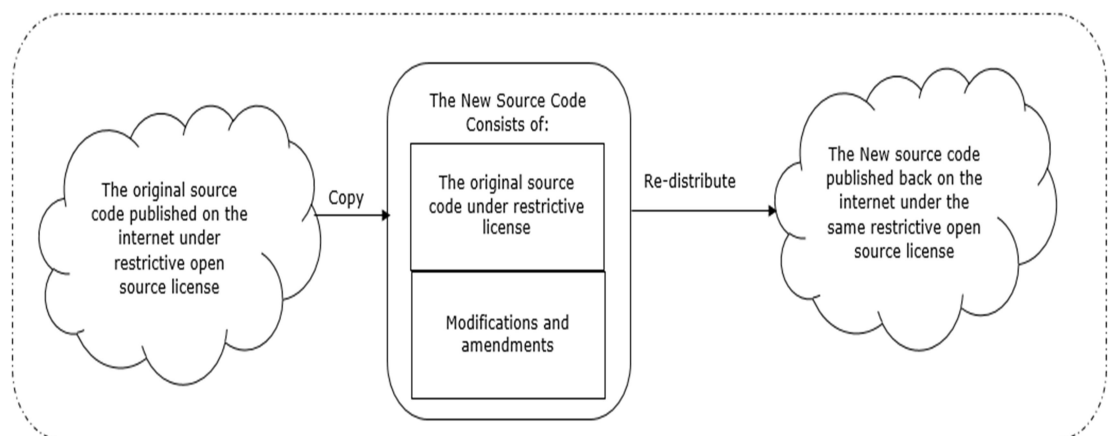 The original source
code published on the
internet under
restrictive open
source license
Copy
The New Source Code
Consists of:
The original source
code under restrictive
license
Modifications and
amendments
Re-distribute
The New source code
published back on the
internet under the
same restrictive open
source license